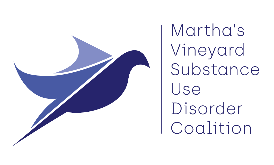 Martha's
Vineyard
Substance
Use
Disorder
Coalition